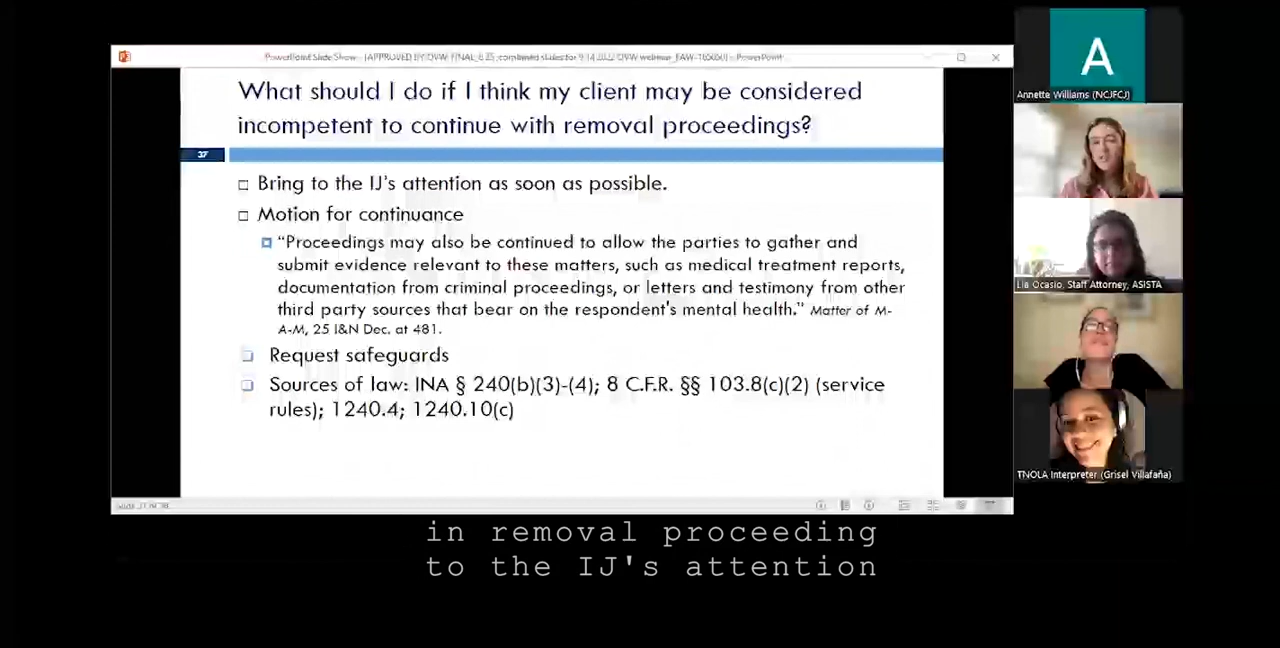 What should I do if I think my client may be considered
incompetent to continue with removal proceedings?
37
Bring to the IJ's attention as soon as possible.
Motion for continuance
"Proceedings may also be continued to allow the parties to gather and
submit evidence relevant to these matters, such as medical treatment reports,
documentation from criminal proceedings, or letters and testimony from other
third party sources that bear on the respondent's mental health." Matter of M-
A-M, 25 I&N Dec. at 481.
Request safeguards
Sources of law: INA § 240(b)(3)-(4); 8 C.F.R. §§ 103.8(c)(2) (service
rules); 1240.4; 1240.10(c)
in removal proceeding
to the IJ's attention
A
Annette Williams (NCJFCJ)
Lia Ocasio, Staff Attorney, ASISTA
TNOLA Interpreter (Grisel Villafaña)